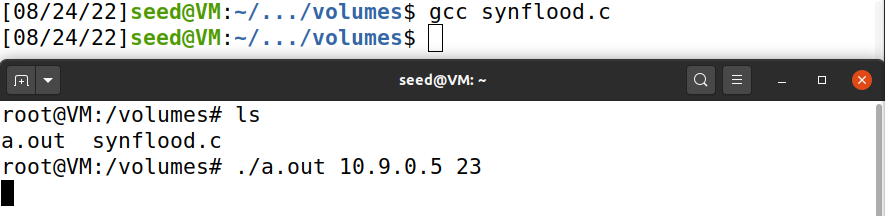 [08/24/22]seed@VM:~/.../volumes$ gcc synflood.c
[08/24/22]seed@VM:~/.../volumes$
seed@VM: ~
root@VM:/volumes# ls
a.out  synflood.c
root@VM:/volumes# ./a.out 10.9.0.5 23